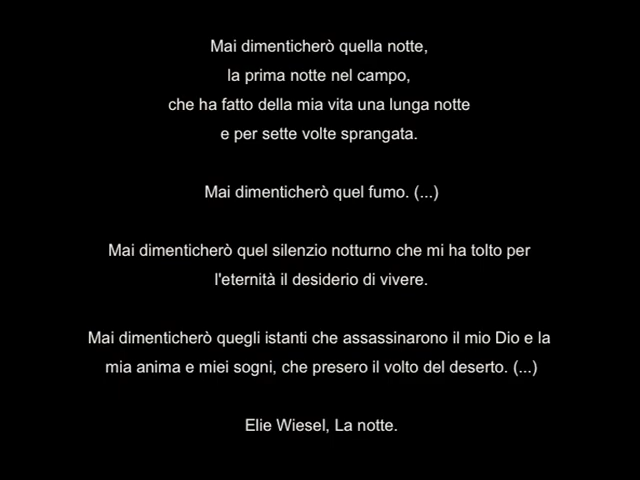 Mai dimenticherò quella notte,
la prima notte nel campo,
che ha fatto della mia vita una lunga notte
e per sette volte sprangata.
Mai dimenticherò quel fumo. (...)
Mai dimenticherò quel silenzio notturno che mi ha tolto per
l'eternità il desiderio di vivere.
Mai dimenticherò quegli istanti che assassinarono il mio Dio e la
mia anima e miei sogni, che presero il volto del deserto. (...)
Elie Wiesel, La notte.